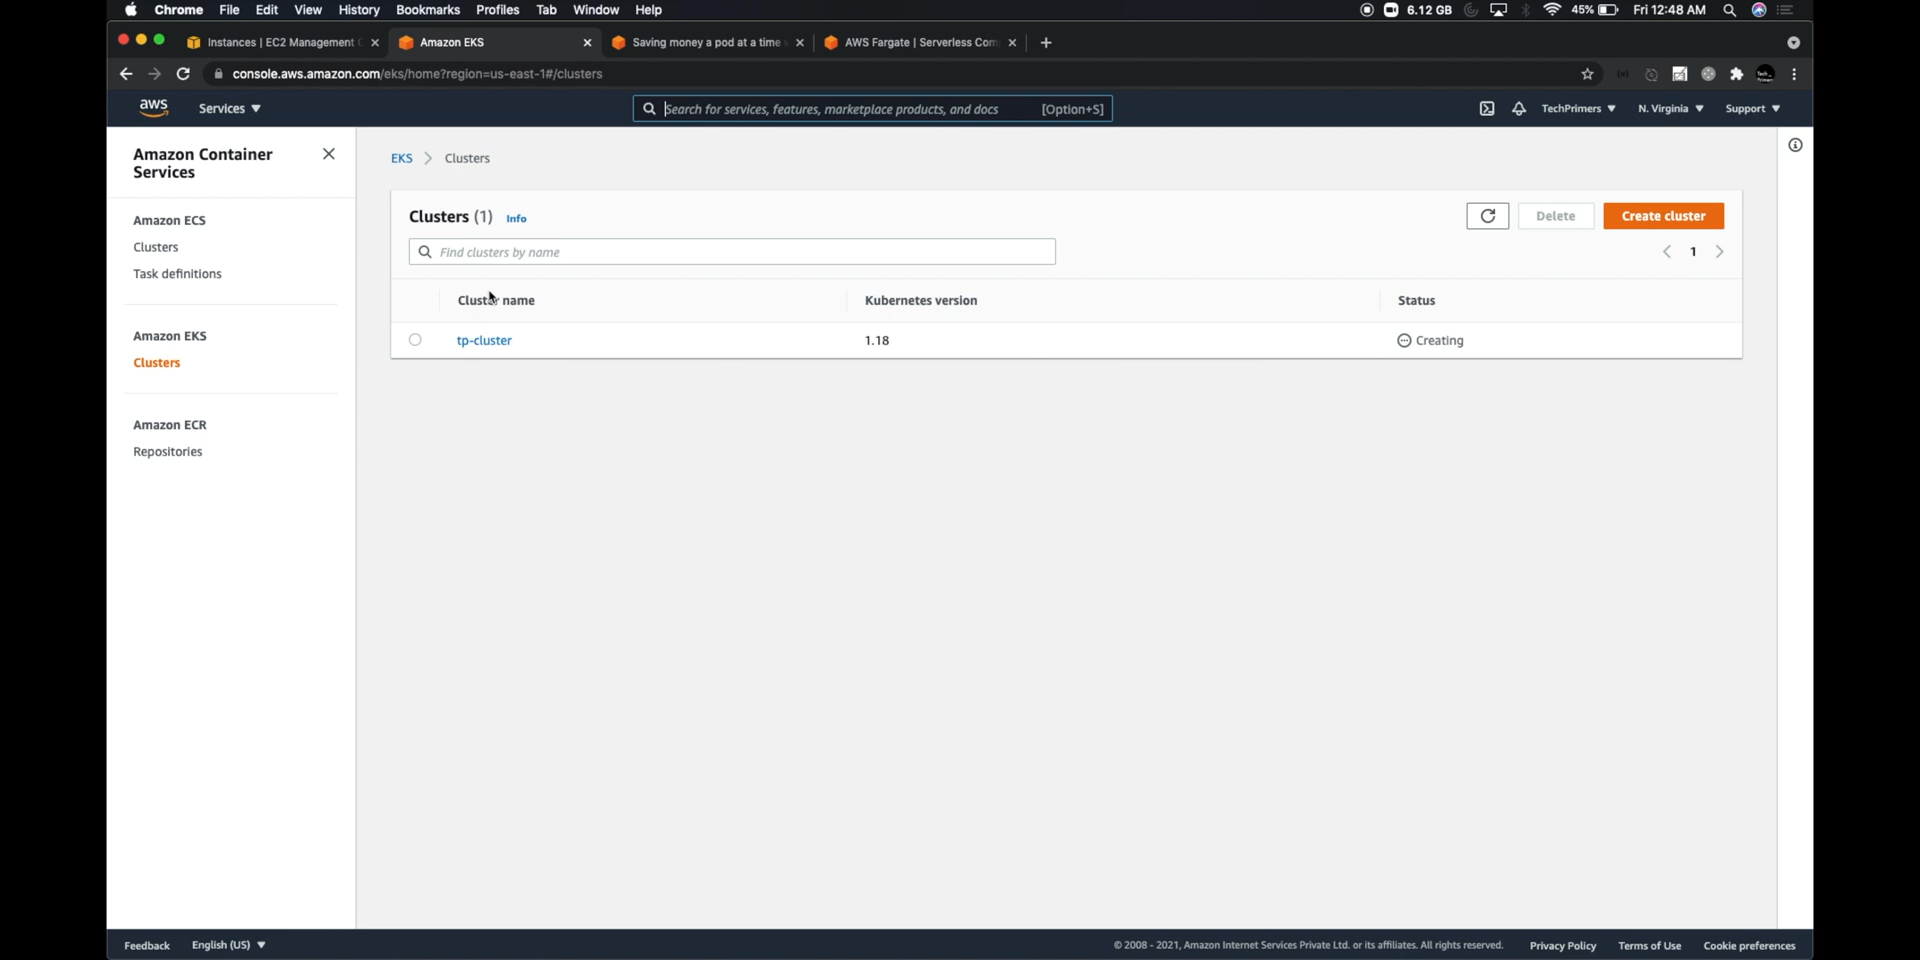 Chrome File Edit View History Bookmarks Profiles Tab Window Help 6.12 GB 45% Fri 12:48 AM
Instances | EC2 Management Amazon EKS Saving money a pod at a time AWS Fargate | Serverless Com
console.aws.amazon.com/eks/home?region=us-east-1#/clusters
aws Services Search for services, features, marketplace products, and docs [Option+S] TechPrimers N. Virginia Support
Amazon Container
Services
Amazon ECS
Clusters
Task definitions
Amazon EKS
Clusters
Amazon ECR
Repositories
EKS Clusters
Clusters (1) Info Delete Create cluster
Find clusters by name 1
Cluster name Kubernetes version Status
tp-cluster 1.18 Creating
Feedback English (US) © 2008 - 2021, Amazon Internet Services Private Ltd. or its affiliates. All rights reserved. Privacy Policy Terms of Use Cookie preferences